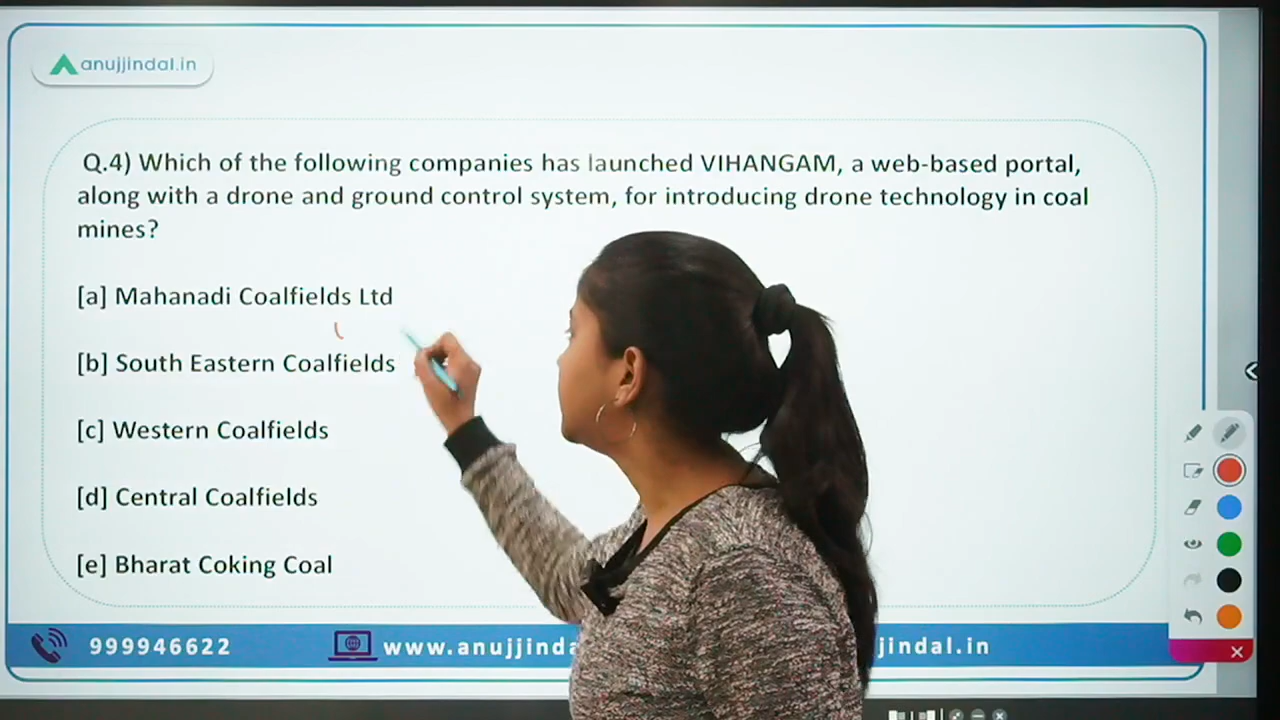 anujjindal.in
Q.4) Which of the following companies has launched VIHANGAM, a web-based portal,
along with a drone and ground control system, for introducing drone technology in coal
mines?
[a] Mahanadi Coalfields Ltd
[b] South Eastern Coalfields
[c] Western Coalfields
[d] Central Coalfields
[e] Bharat Coking Coal
999946622 www.anujjinda jindal.in